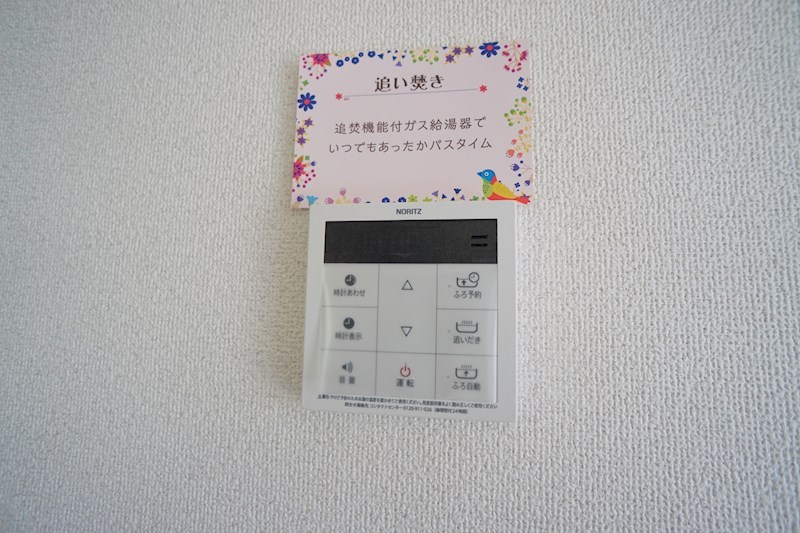 追い焚き
追焚機能付ガス給湯器で
いつでもあったかバスタイム
NORITZ
時計あわせ
ふろ予約
時計表示
追いだき
音量
運転
ふろ自動